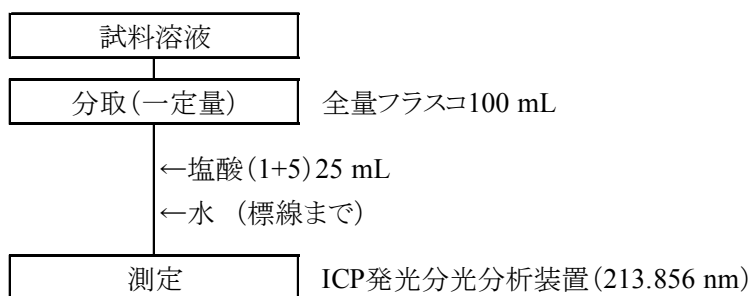 試料溶液
分取(一定量) 全量フラスコ100 mL
←塩酸(1+5)25 mL
←水 (標線まで)
測定 ICP発光分光分析装置(213.856 nm)